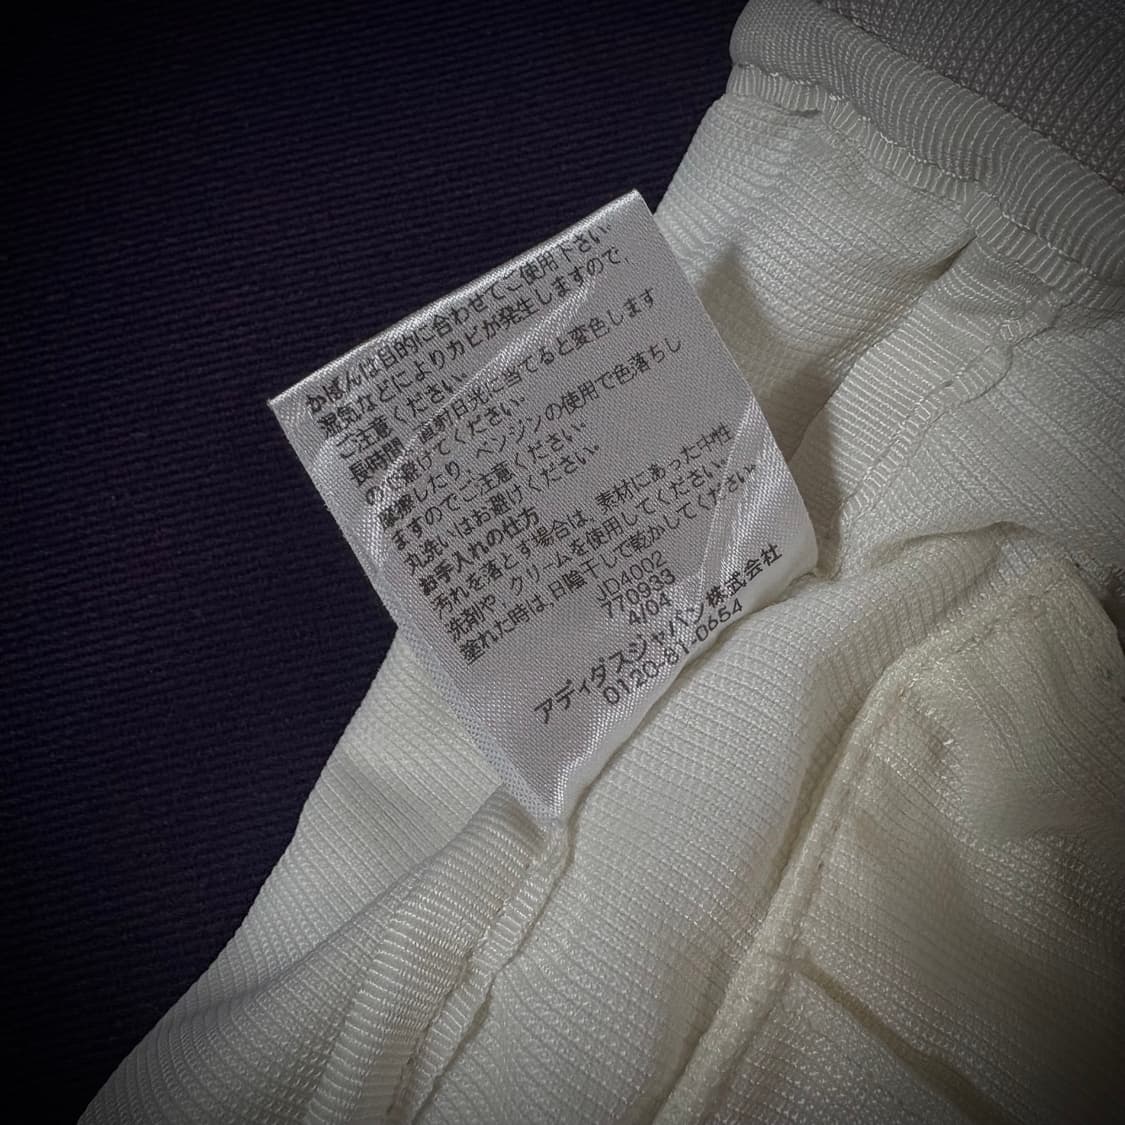 かばんは目的に合わせてご使用下さい.
湿気などによりカビが発生しますので,
ご注意ください.
長時間, 直射日光に当てると変色します
ので避けてください.
摩擦したり, ベンジンの使用で色落ちし
ますのでご注意ください.
丸洗いはお避けください.
お手入れの仕方
汚れを落とす場合は, 素材にあった中性
洗剤や クリームを使用してください.
塗れた時は, 日陰干しで乾かしてください.
JD4002
770933
4/04
アディダスジャパン株式会社
0120-81-0654